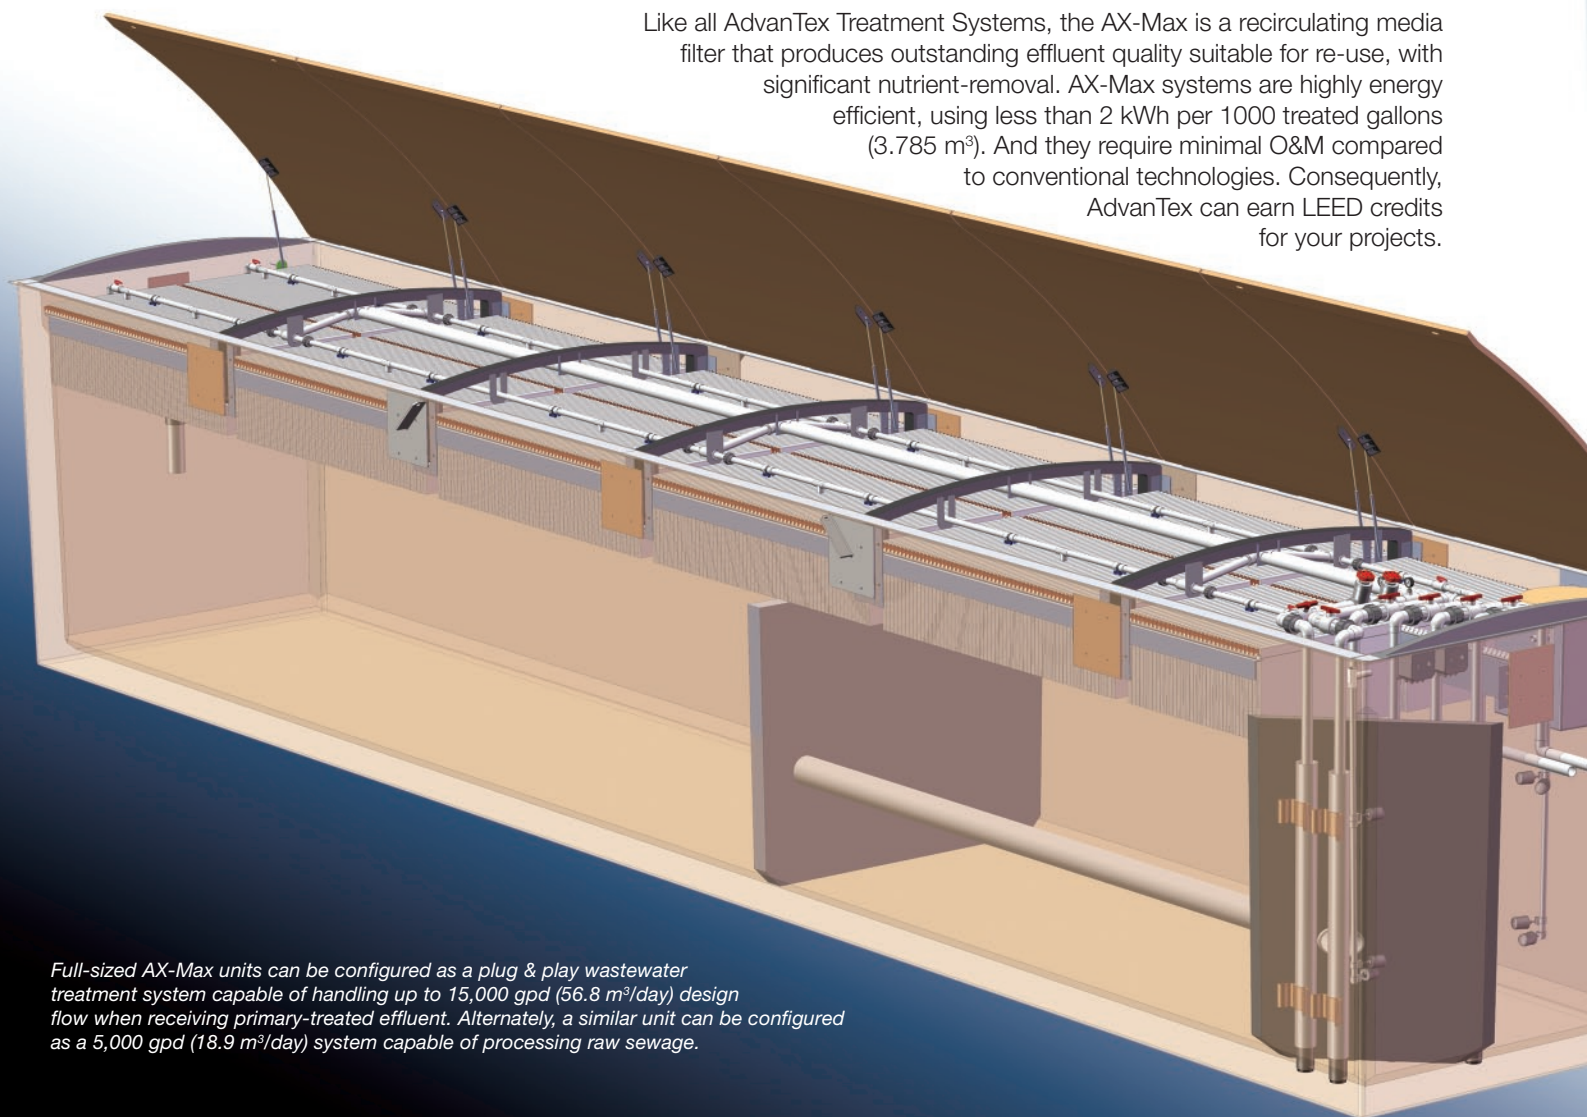 Like all AdvanTex Treatment Systems, the AX-Max is a recirculating media
filter that produces outstanding effluent quality suitable for re-use, with
significant nutrient-removal. AX-Max systems are highly energy
efficient, using less than 2 kWh per 1000 treated gallons
(3.785 m³). And they require minimal O&M compared
to conventional technologies. Consequently,
AdvanTex can earn LEED credits
for your projects.
Full-sized AX-Max units can be configured as a plug & play wastewater
treatment system capable of handling up to 15,000 gpd (56.8 m³/day) design
flow when receiving primary-treated effluent. Alternately, a similar unit can be configured
as a 5,000 gpd (18.9 m³/day) system capable of processing raw sewage.